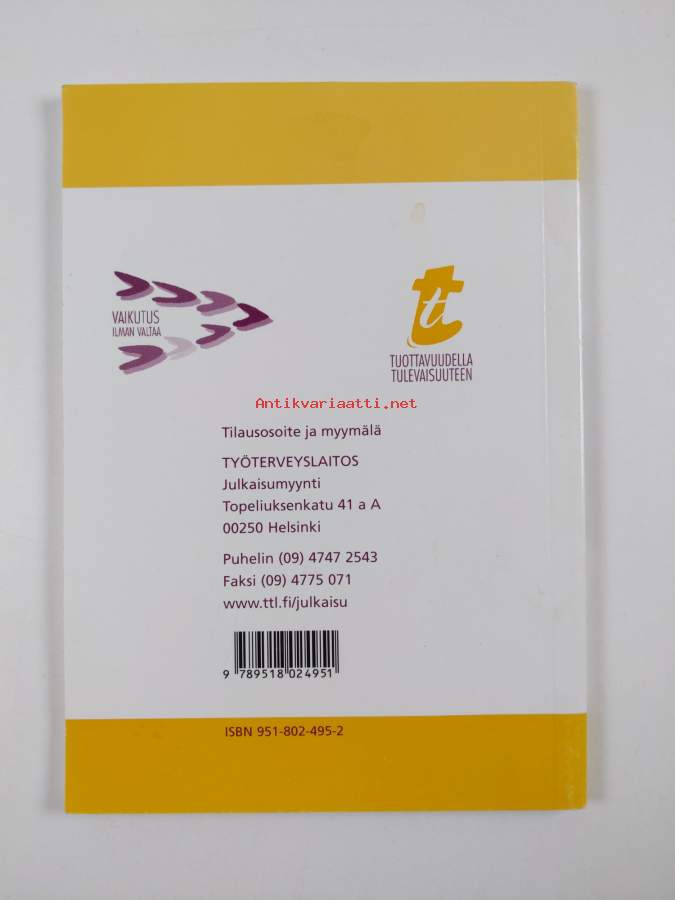 VAIKUTUS
ILMAN VALTAA
tt
TUOTTAVUUDELLA
TULEVAISUUTEEN
Antikvariaatti.net
Tilausosoite ja myymälä
TYÖTERVEYSLAITOS
Julkaisumyynti
Topeliuksenkatu 41 a A
00250 Helsinki
Puhelin (09) 4747 2543
Faksi (09) 4775 071
www.ttl.fi/julkaisu
9 789518 024951
ISBN 951-802-495-2